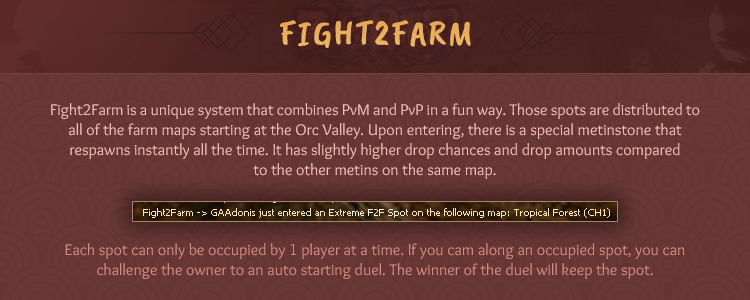 FIGHT2FARM
Fight2Farm is a unique system that combines PvM and PvP in a fun way. Those spots are distributed to
all of the farm maps starting at the Orc Valley. Upon entering, there is a special metinstone that
respawns instantly all the time. It has slightly higher drop chances and drop amounts compared
to the other metins on the same map.
Fight2Farm -> GAAdonis just entered an Extreme F2F Spot on the following map: Tropical Forest (CH1)
Each spot can only be occupied by 1 player at a time. If you cam along an occupied spot, you can
challenge the owner to an auto starting duel. The winner of the duel will keep the spot.